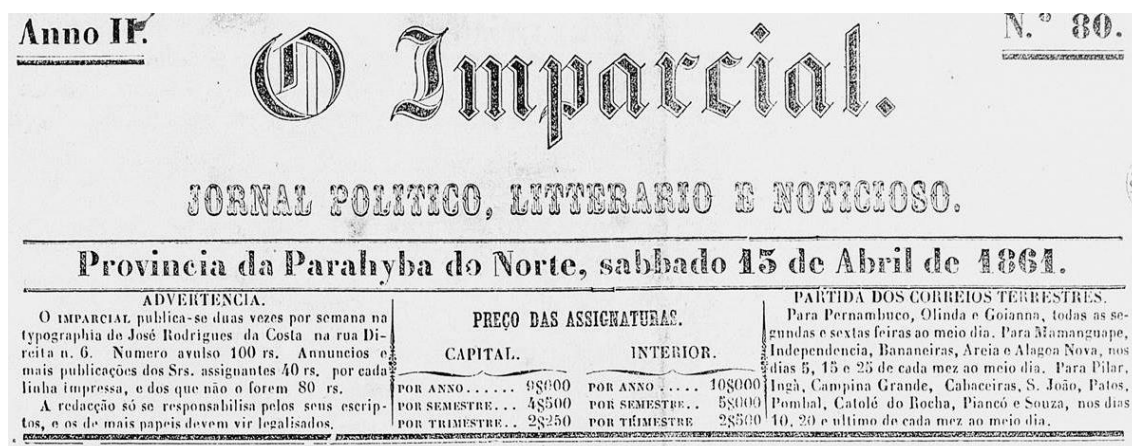 Anno II.
N.º 80.
O Imparcial.
JORNAL POLITICO, LITTERARIO E NOTICIOSO.
Provincia da Parahyba do Norte, sabbado 13 de Abril de 1861.
ADVERTENCIA.
O IMPARCIAL publica-se duas vezes por semana na
typographia de José Rodrigues da Costa na rua Di-
reita n. 6. Numero avulso 100 rs. Annuncios e
mais publicações dos Srs. assignantes 40 rs. por cada
linha impressa, e dos que não o forem 80 rs.
A redacção só se responsabilisa pelos seus escrip-
tos, e os de mais papeis devem vir legalisados.
PREÇO DAS ASSIGNATURAS.
CAPITAL.
POR ANNO...... 9$000
POR SEMESTRE... 4$500
POR TRIMESTRE.. 2$250
INTERIOR.
POR ANNO ..... 10$000
POR SEMESTRE.. 5$000
POR TRIMESTRE 2$500
PARTIDA DOS CORREIOS TERRESTRES.
Para Pernambuco, Olinda e Goianna, todas as se-
gundas e sextas feiras ao meio dia. Para Mamanguape,
Independencia, Bananeiras, Areia e Alagoa Nova, nos
dias 5, 15 e 25 de cada mez ao meio dia. Para Pilar,
Ingà, Campina Grande, Cabaceiras, S. João, Patos,
Pombal, Catolé do Rocha, Piancó e Souza, nos dias
10, 20 e ultimo de cada mez ao meio dia.